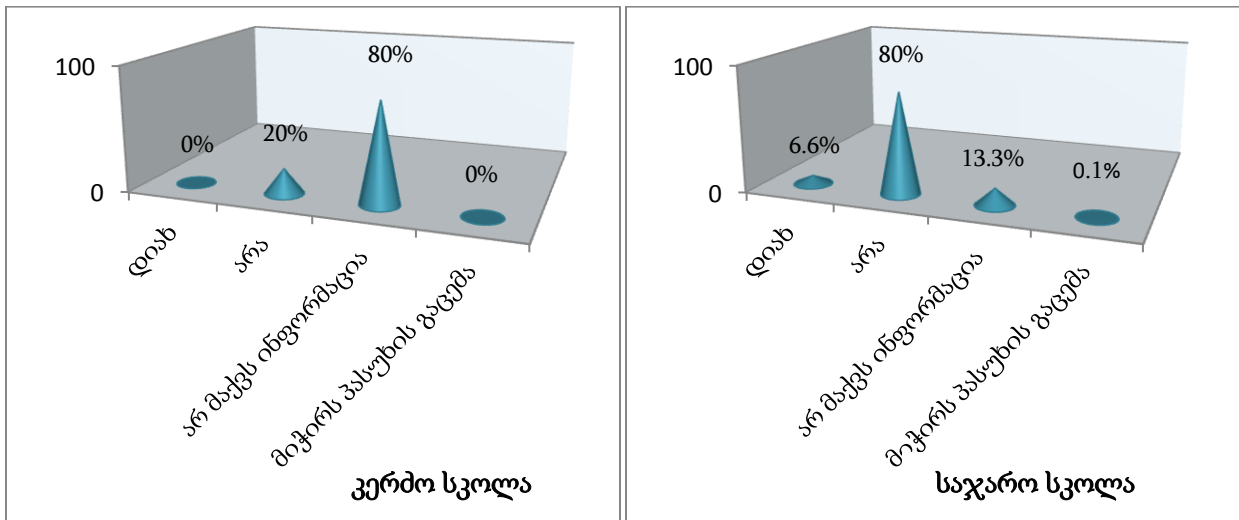 100
0
0%
20%
80%
0%
დიახ
არა
არ მაქვს ინფორმაცია
მიჭირს პასუხის გაცემა
კერძო სკოლა
100
0
6.6%
80%
13.3%
0.1%
დიახ
არა
არ მაქვს ინფორმაცია
მიჭირს პასუხის გაცემა
საჯარო სკოლა